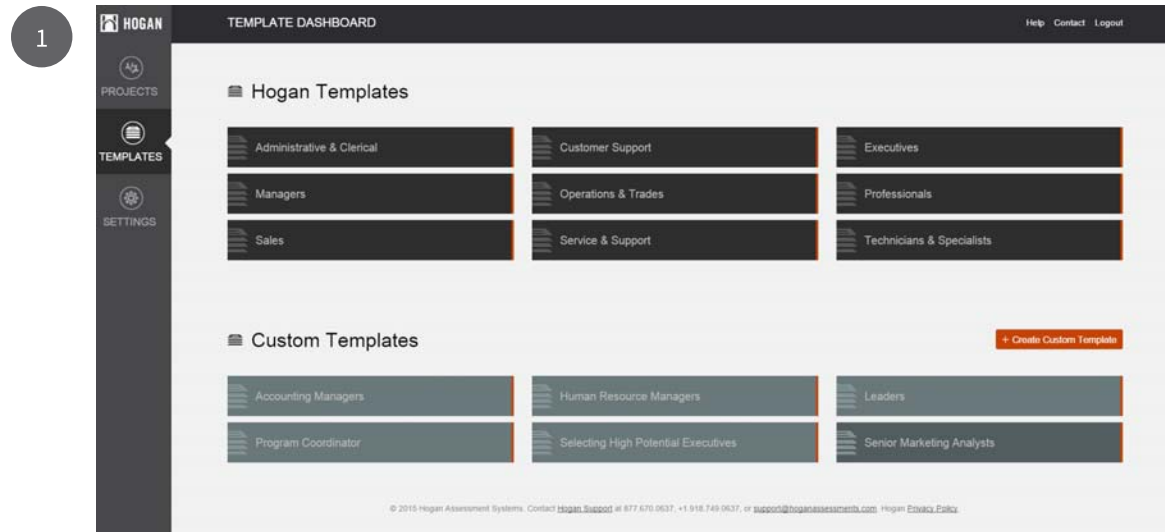 1
HOGAN
TEMPLATE DASHBOARD
Help Contact Logout
PROJECTS
TEMPLATES
SETTINGS
Hogan Templates
Administrative & Clerical
Customer Support
Executives
Managers
Operations & Trades
Professionals
Sales
Service & Support
Technicians & Specialists
Custom Templates
+ Create Custom Template
Accounting Managers
Human Resource Managers
Leaders
Program Coordinator
Selecting High Potential Executives
Senior Marketing Analysts
© 2015 Hogan Assessment Systems. Contact Hogan Support at 877.670.0637, +1.918.749.0637, or support@hoganassessments.com. Hogan Privacy Policy.